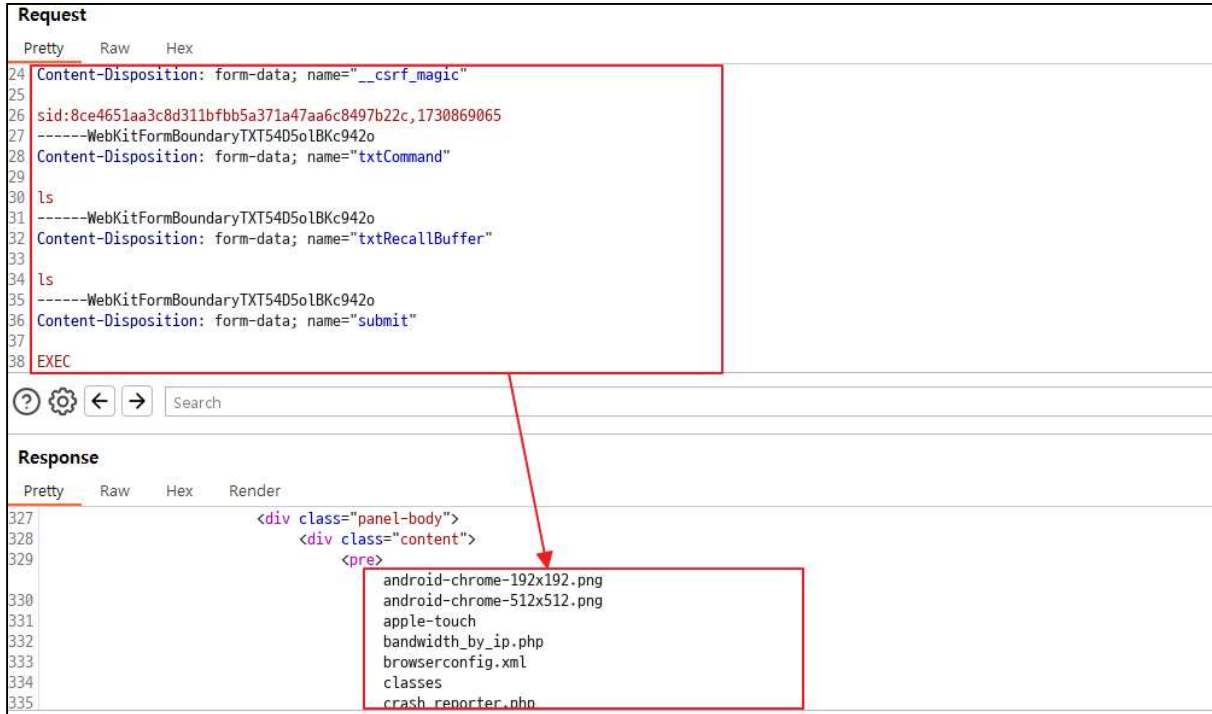 Request
Pretty Raw Hex
24 Content-Disposition: form-data; name="__csrf_magic"
25
26 sid:8ce4651aa3c8d311bfbb5a371a47aa6c8497b22c,1730869065
27 ------WebKitFormBoundaryTXT54D5olBKc942o
28 Content-Disposition: form-data; name="txtCommand"
29
30 ls
31 ------WebKitFormBoundaryTXT54D5olBKc942o
32 Content-Disposition: form-data; name="txtRecallBuffer"
33
34 ls
35 ------WebKitFormBoundaryTXT54D5olBKc942o
36 Content-Disposition: form-data; name="submit"
37
38 EXEC
Search
Response
Pretty Raw Hex Render
327 <div class="panel-body">
328 <div class="content">
329 <pre>
android-chrome-192x192.png
330 android-chrome-512x512.png
331 apple-touch
332 bandwidth_by_ip.php
333 browserconfig.xml
334 classes
335 crash_reporter.php